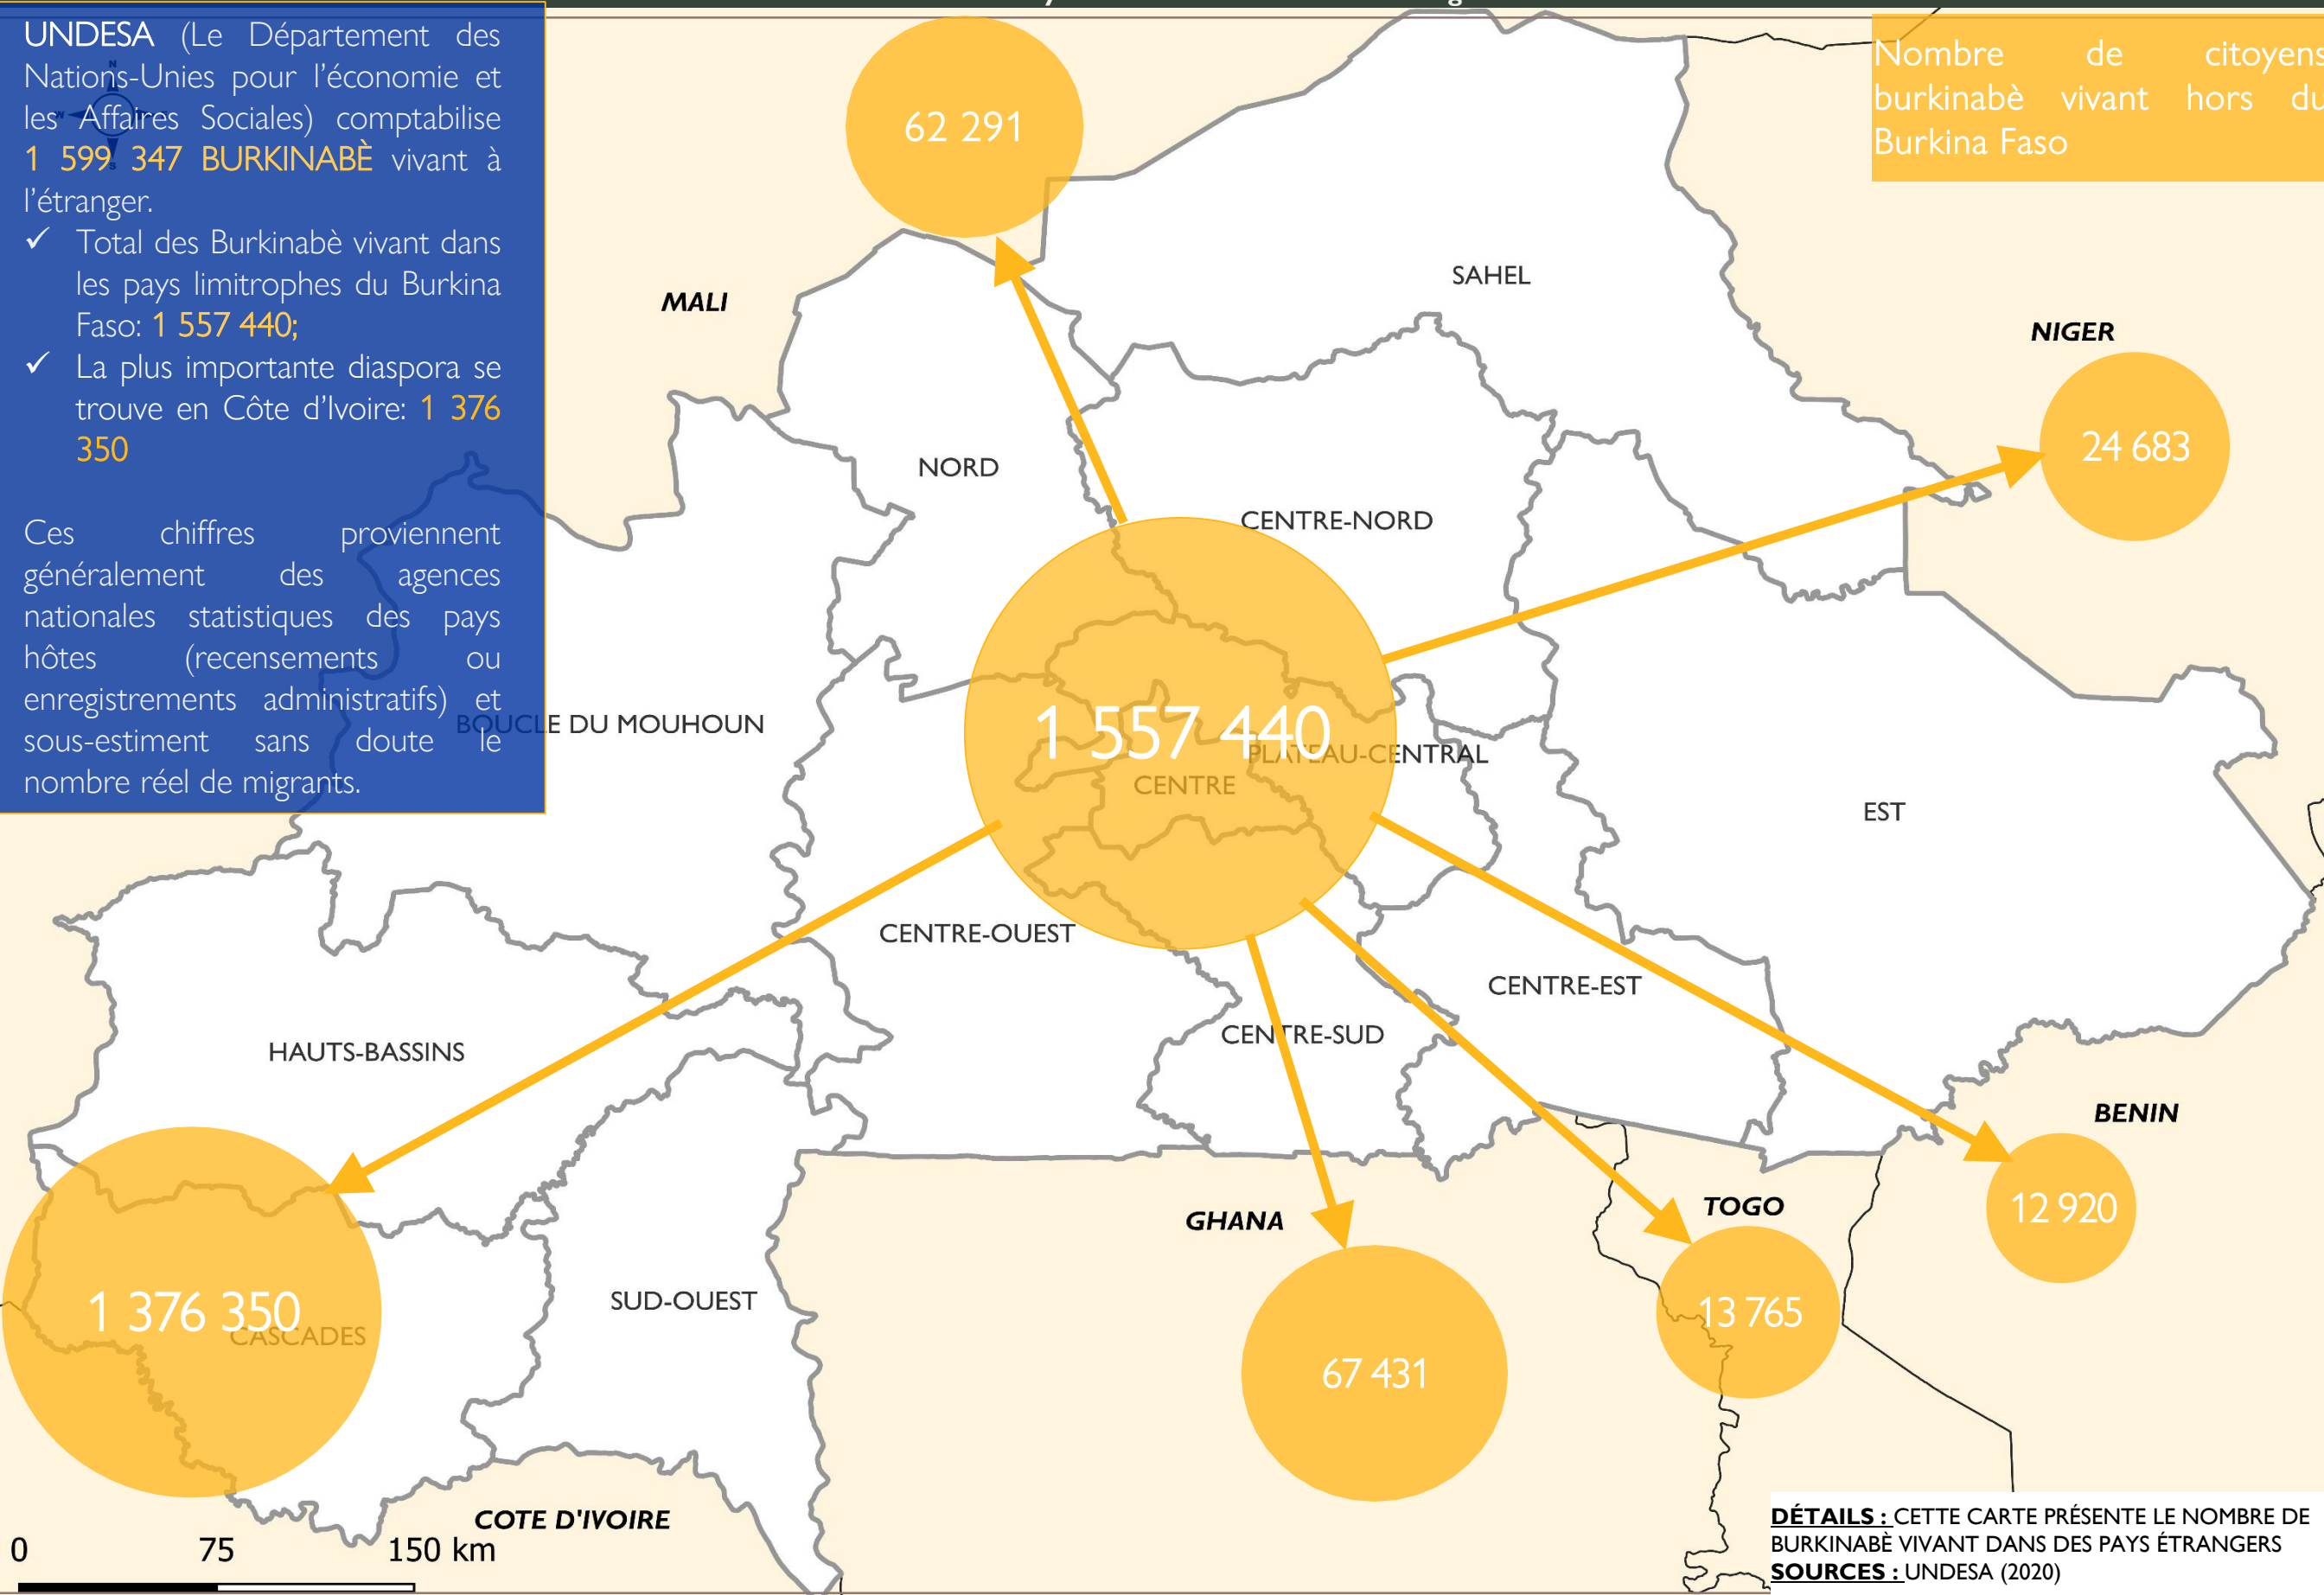 UNDESA (Le Département des
Nations-Unies pour l'économie et
les Affaires Sociales) comptabilise
1 599 347 BURKINABÈ vivant à
l'étranger.
✓ Total des Burkinabè vivant dans
les pays limitrophes du Burkina
Faso: 1 557 440;
✓ La plus importante diaspora se
trouve en Côte d'Ivoire: 1 376
350
Ces chiffres proviennent
généralement des agences
nationales statistiques des pays
hôtes (recensements ou
enregistrements administratifs) et
sous-estiment sans doute le
nombre réel de migrants.
N
W
S
Nombre de citoyens
burkinabè vivant hors du
Burkina Faso
62 291
MALI
SAHEL
NIGER
24 683
NORD
CENTRE-NORD
BOUCLE DU MOUHOUN
1 557 440
PLATEAU-CENTRAL
CENTRE
EST
CENTRE-OUEST
CENTRE-EST
CENTRE-SUD
HAUTS-BASSINS
BENIN
12 920
TOGO
13 765
GHANA
67 431
SUD-OUEST
1 376 350
CASCADES
COTE D'IVOIRE
0 75 150 km
DÉTAILS : CETTE CARTE PRÉSENTE LE NOMBRE DE
BURKINABÈ VIVANT DANS DES PAYS ÉTRANGERS
SOURCES : UNDESA (2020)